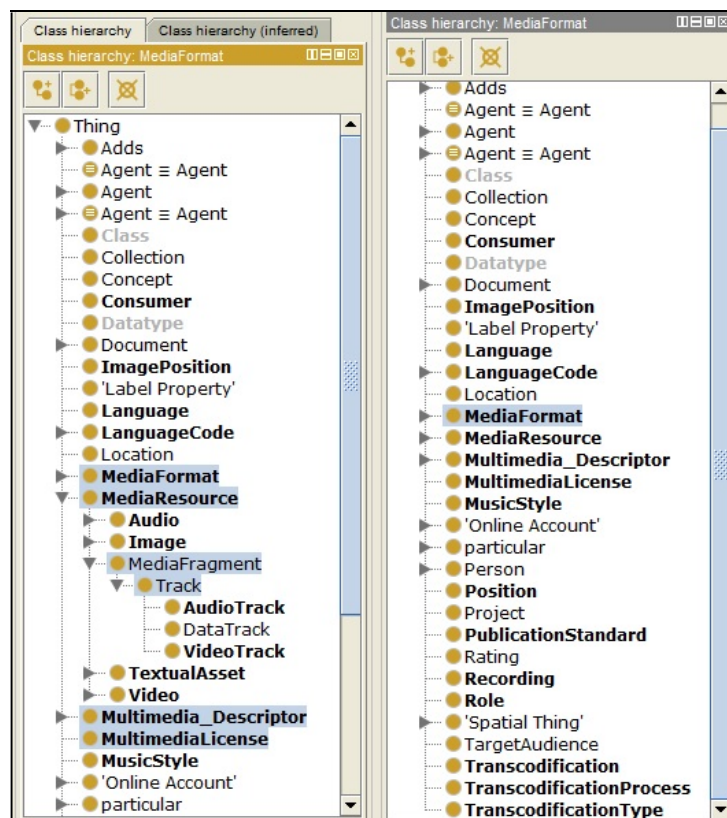 Class hierarchy
Class hierarchy (inferred)
Class hierarchy: MediaFormat
Thing
Adds
Agent ≡ Agent
Agent
Agent ≡ Agent
Class
Collection
Concept
Consumer
Datatype
Document
ImagePosition
'Label Property'
Language
LanguageCode
Location
MediaFormat
MediaResource
Audio
Image
MediaFragment
Track
AudioTrack
DataTrack
VideoTrack
TextualAsset
Video
Multimedia_Descriptor
MultimediaLicense
MusicStyle
'Online Account'
particular
Class hierarchy: MediaFormat
Adds
Agent ≡ Agent
Agent
Agent ≡ Agent
Class
Collection
Concept
Consumer
Datatype
Document
ImagePosition
'Label Property'
Language
LanguageCode
Location
MediaFormat
MediaResource
Multimedia_Descriptor
MultimediaLicense
MusicStyle
'Online Account'
particular
Person
Position
Project
PublicationStandard
Rating
Recording
Role
'Spatial Thing'
TargetAudience
Transcodification
TranscodificationProcess
TranscodificationType